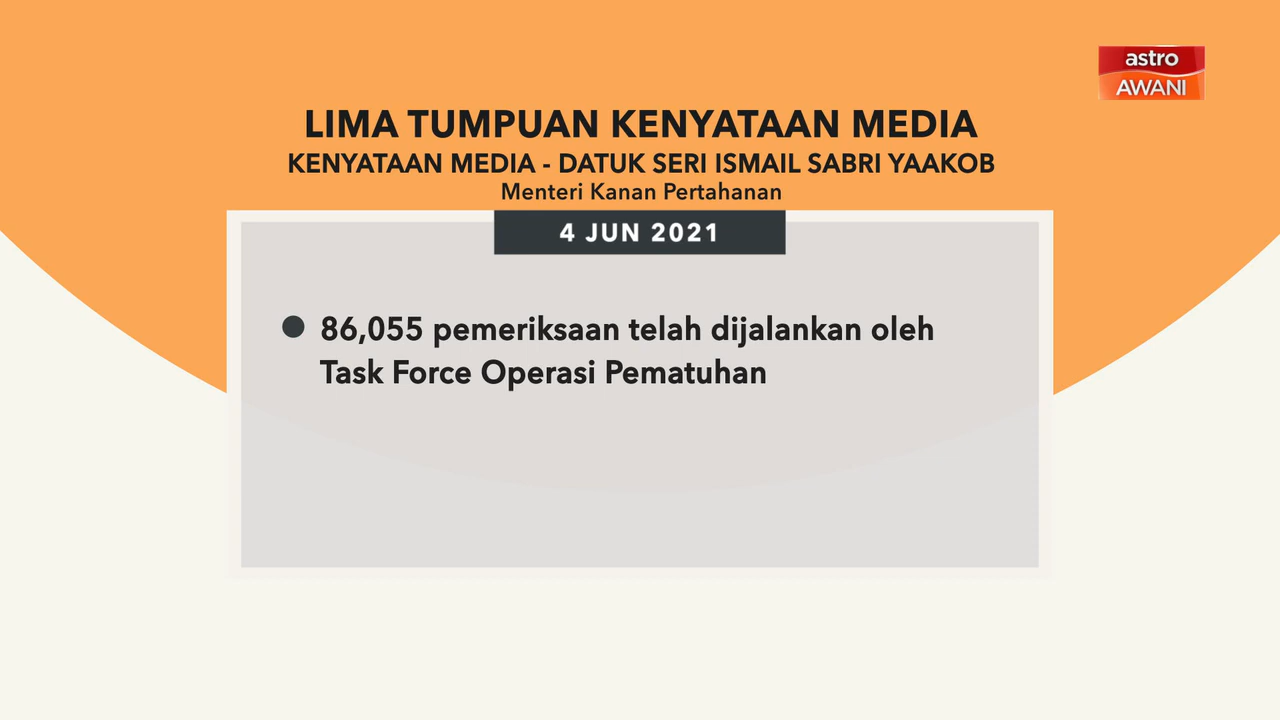 astro
AWANI
LIMA TUMPUAN KENYATAAN MEDIA
KENYATAAN MEDIA - DATUK SERI ISMAIL SABRI YAAKOB
Menteri Kanan Pertahanan
4 JUN 2021
● 86,055 pemeriksaan telah dijalankan oleh
Task Force Operasi Pematuhan